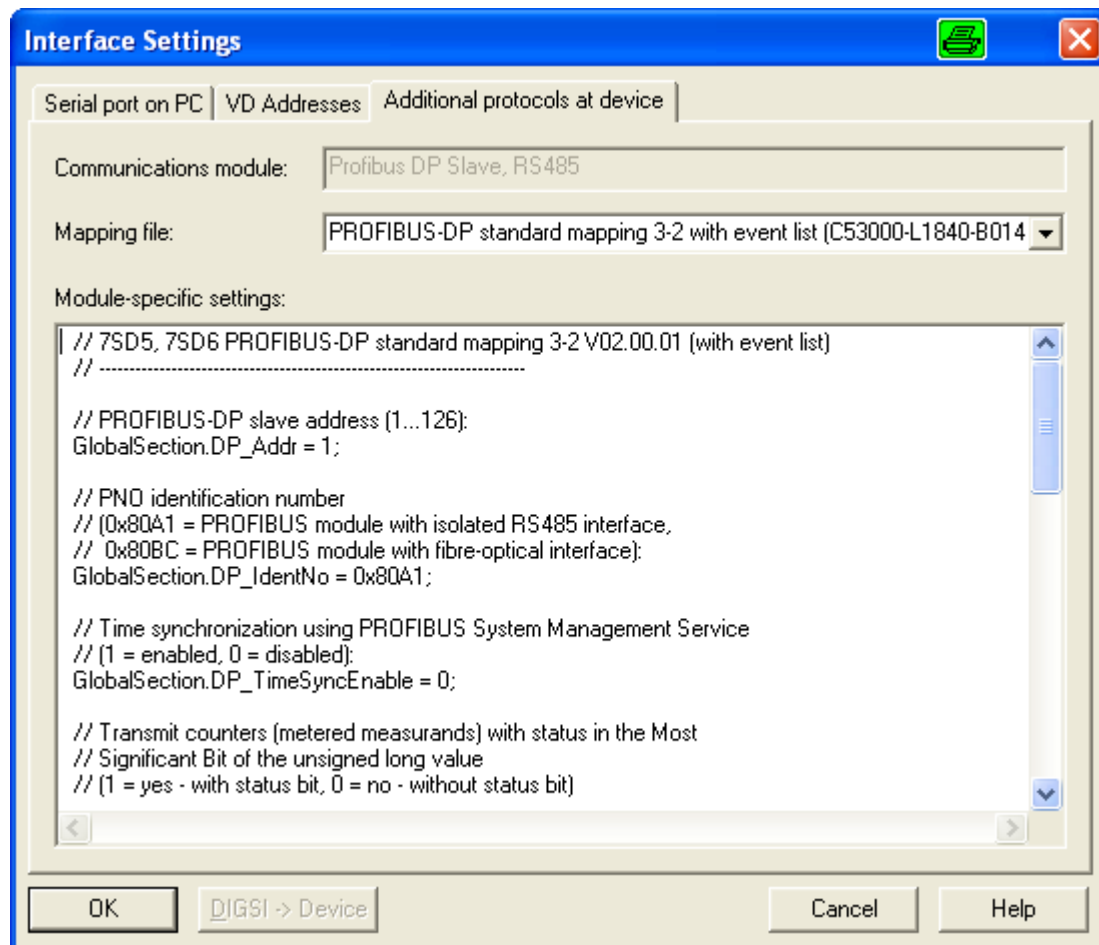 Interface Settings
Serial port on PC
VD Addresses
Additional protocols at device
Communications module:
Profibus DP Slave, RS485
Mapping file:
PROFIBUS-DP standard mapping 3-2 with event list (C53000-L1840-B014
Module-specific settings:
// 7SD5, 7SD6 PROFIBUS-DP standard mapping 3-2 V02.00.01 (with event list)
// -----------------------------------------------------------------------
// PROFIBUS-DP slave address (1...126):
GlobalSection.DP_Addr = 1;
// PNO identification number
// (0x80A1 = PROFIBUS module with isolated RS485 interface,
//  0x80BC = PROFIBUS module with fibre-optical interface):
GlobalSection.DP_IdentNo = 0x80A1;
// Time synchronization using PROFIBUS System Management Service
// (1 = enabled, 0 = disabled):
GlobalSection.DP_TimeSyncEnable = 0;
// Transmit counters (metered measurands) with status in the Most
// Significant Bit of the unsigned long value
// (1 = yes - with status bit, 0 = no - without status bit)
OK
DIGSI -> Device
Cancel
Help